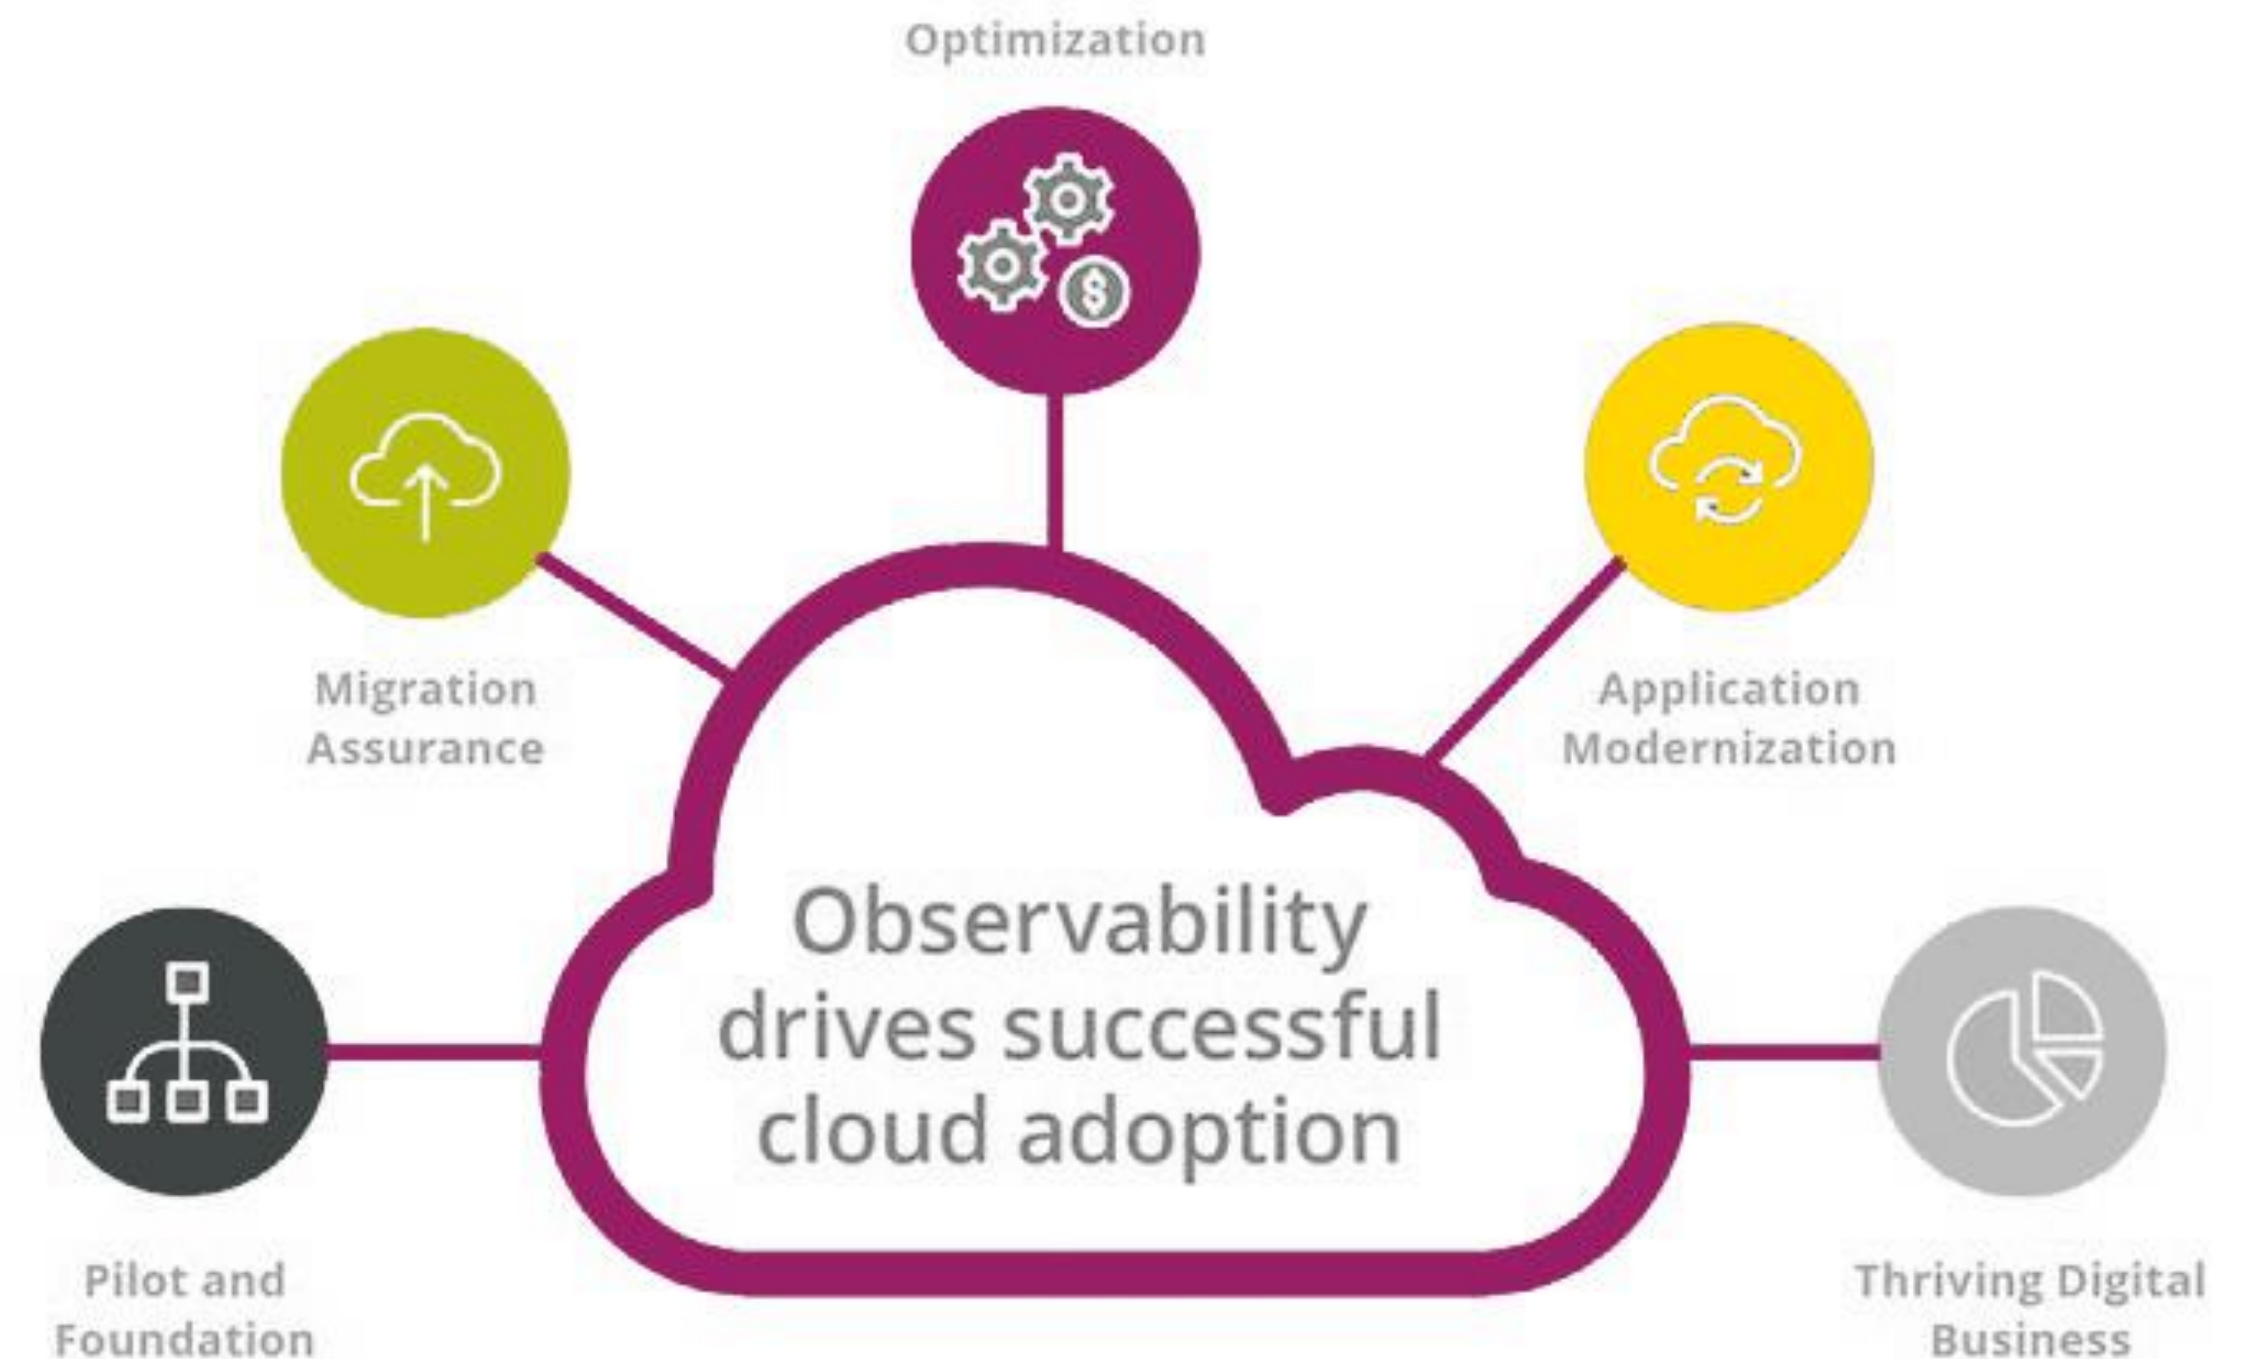 Optimization
Migration
Assurance
Application
Modernization
Observability
drives successful
cloud adoption
Pilot and
Foundation
Thriving Digital
Business
$